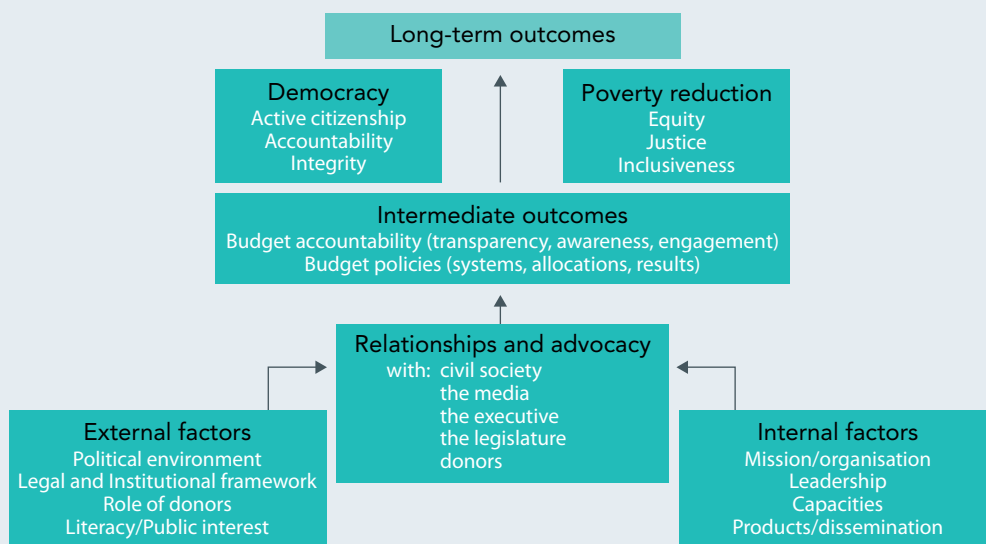 Long-term outcomes
Democracy
Active citizenship
Accountability
Integrity
Poverty reduction
Equity
Justice
Inclusiveness
Intermediate outcomes
Budget accountability (transparency, awareness, engagement)
Budget policies (systems, allocations, results)
Relationships and advocacy
with: civil society
the media
the executive
the legislature
donors
External factors
Political environment
Legal and Institutional framework
Role of donors
Literacy/Public interest
Internal factors
Mission/organisation
Leadership
Capacities
Products/dissemination